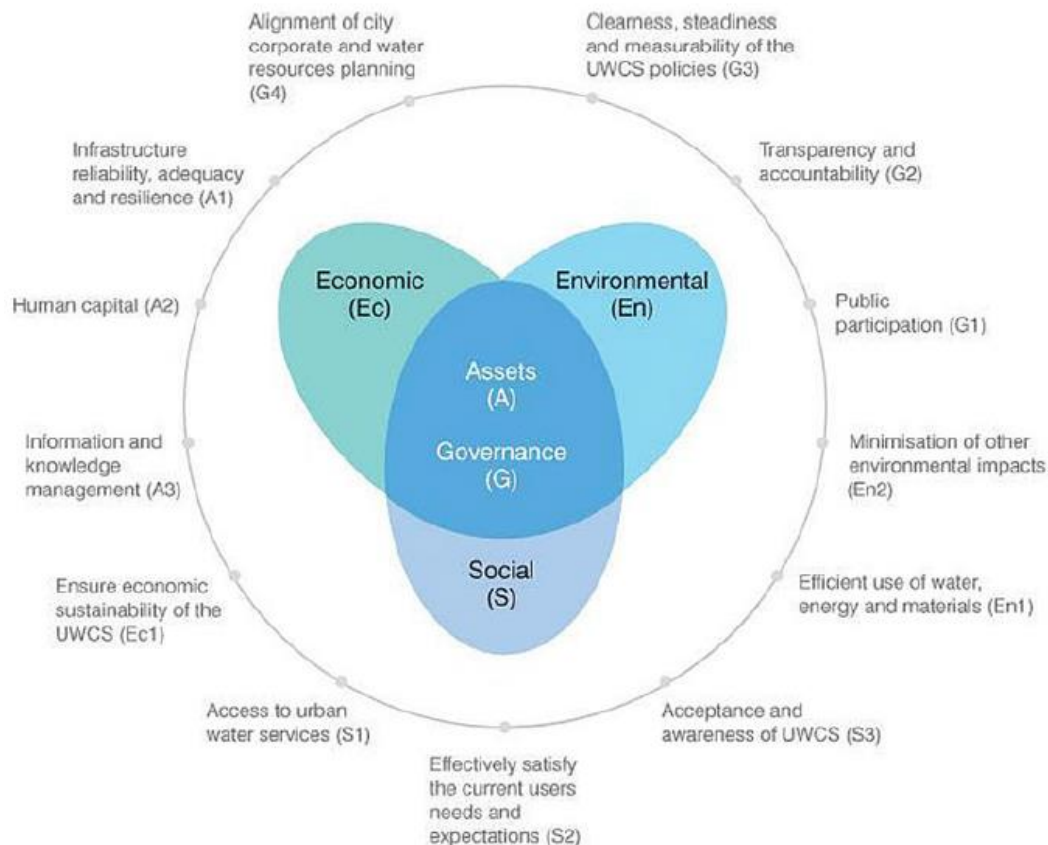 Alignment of city
corporate and water
resources planning
(G4)
Clearness, steadiness
and measurability of the
UWCS policies (G3)
Infrastructure
reliability, adequacy
and resilience (A1)
Transparency and
accountability (G2)
Economic
(Ec)
Environmental
(En)
Human capital (A2)
Public
participation (G1)
Assets
(A)
Governance
(G)
Information and
knowledge
management (A3)
Minimisation of other
environmental impacts
(En2)
Social
(S)
Ensure economic
sustainability of the
UWCS (Ec1)
Efficient use of water,
energy and materials (En1)
Access to urban
water services (S1)
Acceptance and
awareness of UWCS (S3)
Effectively satisfy
the current users
needs and
expectations (S2)